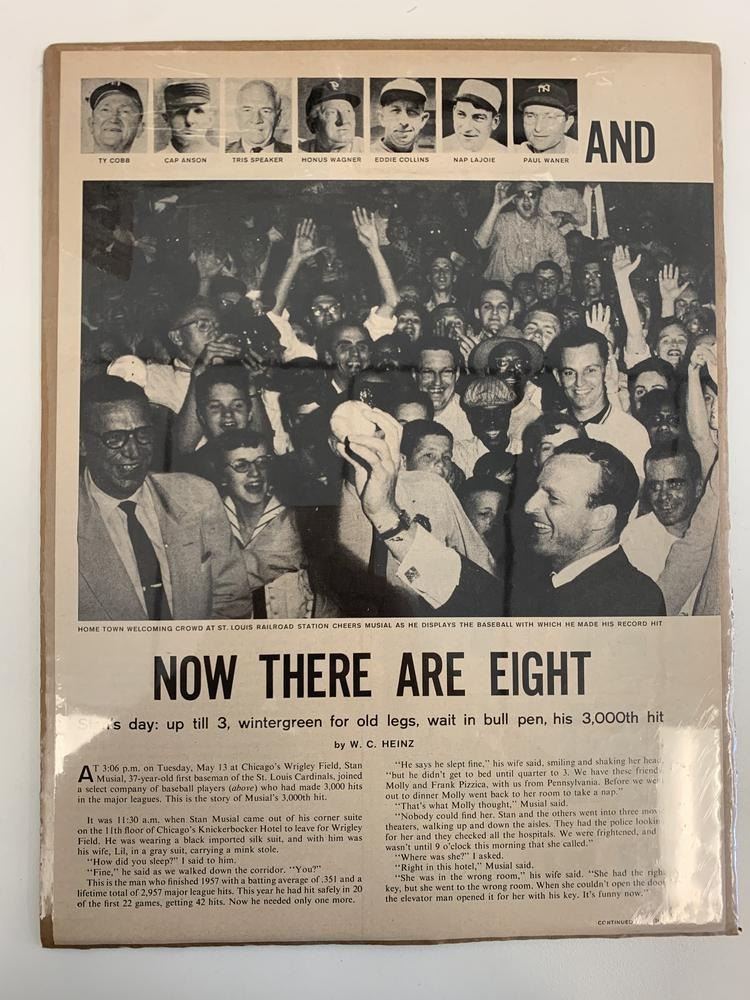 TY COBB CAP ANSON TRIS SPEAKER HONUS WAGNER EDDIE COLLINS NAP LAJOIE PAUL WANER AND
HOME TOWN WELCOMING CROWD AT ST. LOUIS RAILROAD STATION CHEERS MUSIAL AS HE DISPLAYS THE BASEBALL WITH WHICH HE MADE HIS RECORD HIT
NOW THERE ARE EIGHT
Stan's day: up till 3, wintergreen for old legs, wait in bull pen, his 3,000th hit
by W. C. HEINZ
AT 3:06 p.m. on Tuesday, May 13 at Chicago's Wrigley Field, Stan
Musial, 37-year-old first baseman of the St. Louis Cardinals, joined
a select company of baseball players (above) who had made 3,000 hits
in the major leagues. This is the story of Musial's 3,000th hit.
It was 11:30 a.m. when Stan Musial came out of his corner suite
on the 11th floor of Chicago's Knickerbocker Hotel to leave for Wrigley
Field. He was wearing a black imported silk suit, and with him was
his wife, Lil, in a gray suit, carrying a mink stole.
"How did you sleep?" I said to him.
"Fine," he said as we walked down the corridor. "You?"
This is the man who finished 1957 with a batting average of .351 and a
lifetime total of 2,957 major league hits. This year he had hit safely in 20
of the first 22 games, getting 42 hits. Now he needed only one more.
"He says he slept fine," his wife said, smiling and shaking her head,
"but he didn't get to bed until quarter to 3. We have these friends
Molly and Frank Pizzica, with us from Pennsylvania. Before we went
out to dinner Molly went back to her room to take a nap."
"That's what Molly thought," Musial said.
"Nobody could find her. Stan and the others went into three movie
theaters, walking up and down the aisles. They had the police looking
for her and they checked all the hospitals. We were frightened, and
wasn't until 9 o'clock this morning that she called."
"Where was she?" I asked.
"Right in this hotel," Musial said.
"She was in the wrong room," his wife said. "She had the right
key, but she went to the wrong room. When she couldn't open the door
the elevator man opened it for her with his key. It's funny now."
CONTINUED